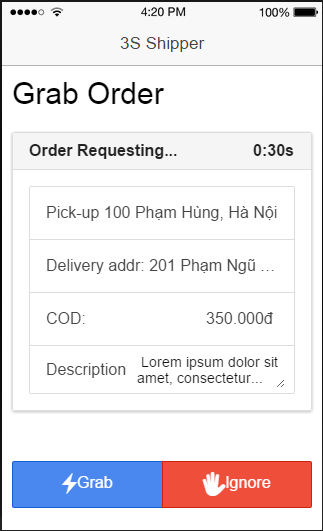 4:20 PM 100%
3S Shipper
Grab Order
Order Requesting... 0:30s
Pick-up 100 Phạm Hùng, Hà Nội
Delivery addr: 201 Phạm Ngũ ...
COD: 350.000đ
Description Lorem ipsum dolor sit
amet, consectetur...
Grab Ignore